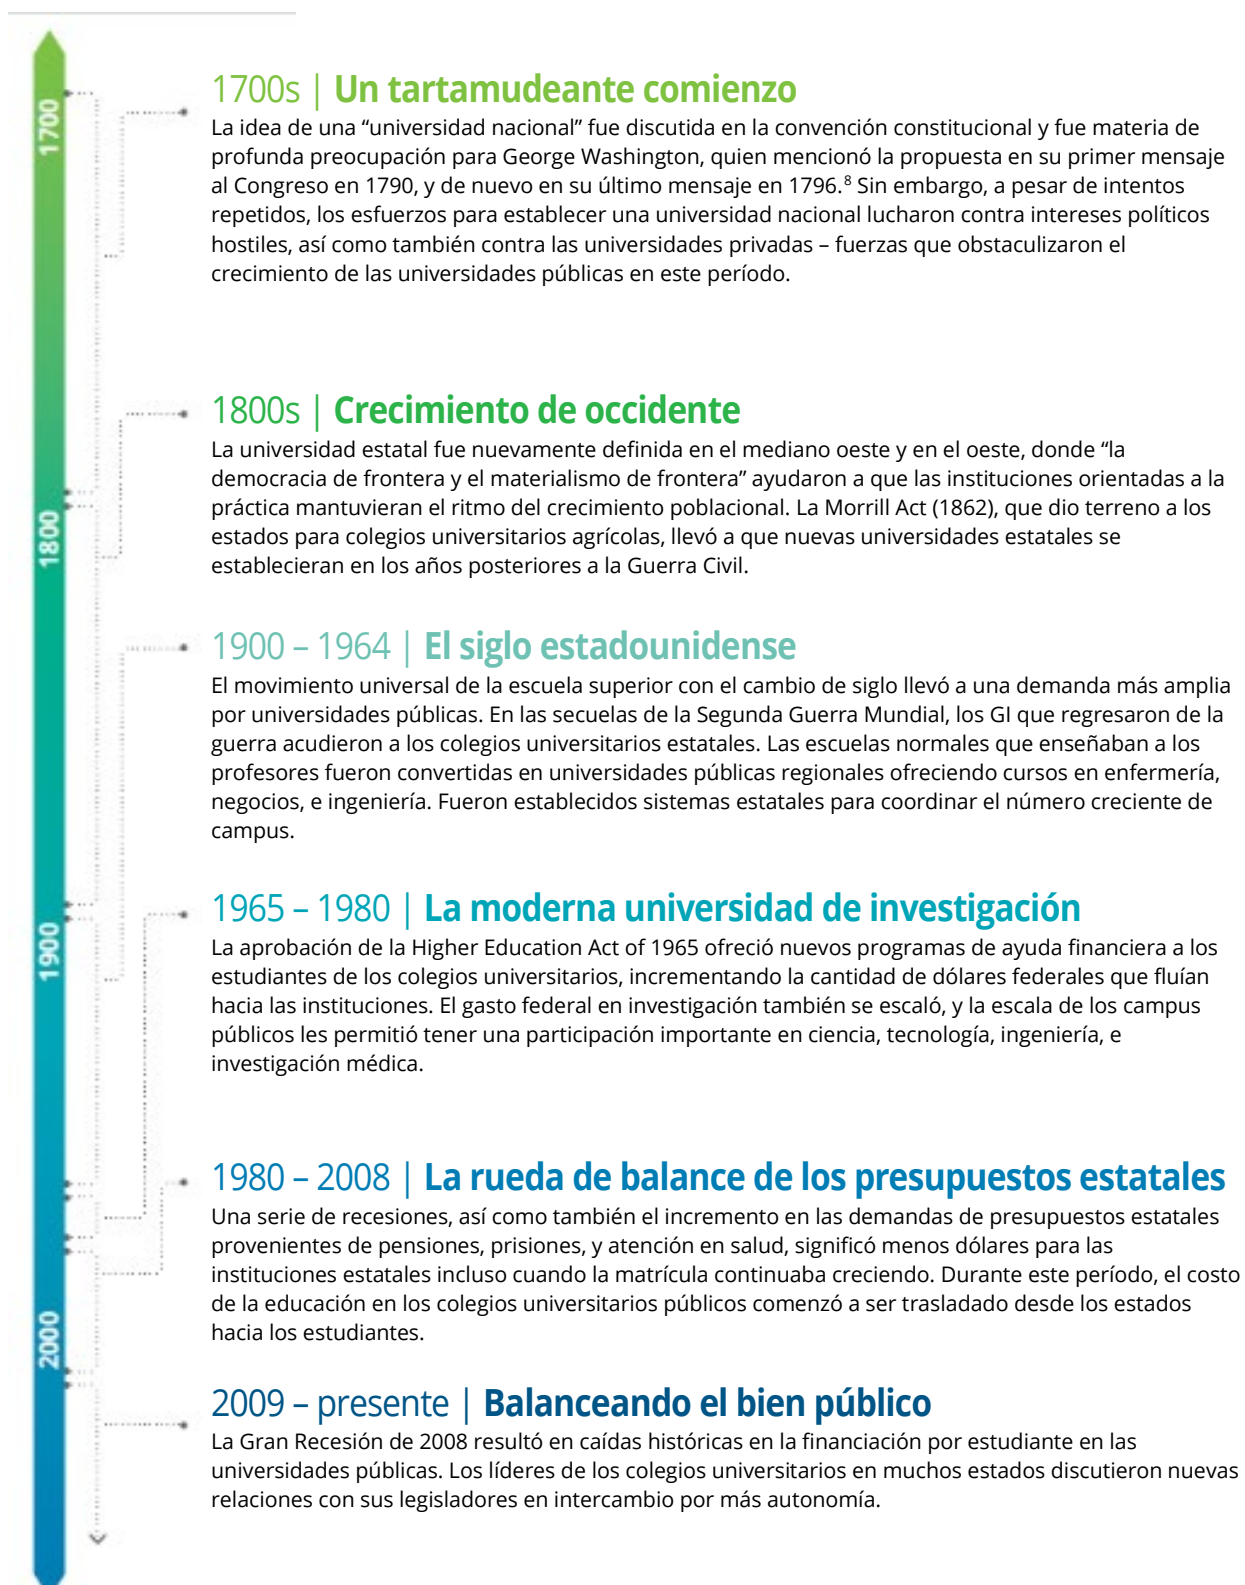 1700
1700s | Un tartamudeante comienzo
La idea de una “universidad nacional” fue discutida en la convención constitucional y fue materia de
profunda preocupación para George Washington, quien mencionó la propuesta en su primer mensaje
al Congreso en 1790, y de nuevo en su último mensaje en 1796.⁸ Sin embargo, a pesar de intentos
repetidos, los esfuerzos para establecer una universidad nacional lucharon contra intereses políticos
hostiles, así como también contra las universidades privadas – fuerzas que obstaculizaron el
crecimiento de las universidades públicas en este período.
1800s | Crecimiento de occidente
La universidad estatal fue nuevamente definida en el mediano oeste y en el oeste, donde “la
democracia de frontera y el materialismo de frontera” ayudaron a que las instituciones orientadas a la
práctica mantuvieran el ritmo del crecimiento poblacional. La Morrill Act (1862), que dio terreno a los
estados para colegios universitarios agrícolas, llevó a que nuevas universidades estatales se
establecieran en los años posteriores a la Guerra Civil.
1800
1900 – 1964 | El siglo estadounidense
El movimiento universal de la escuela superior con el cambio de siglo llevó a una demanda más amplia
por universidades públicas. En las secuelas de la Segunda Guerra Mundial, los GI que regresaron de la
guerra acudieron a los colegios universitarios estatales. Las escuelas normales que enseñaban a los
profesores fueron convertidas en universidades públicas regionales ofreciendo cursos en enfermería,
negocios, e ingeniería. Fueron establecidos sistemas estatales para coordinar el número creciente de
campus.
1965 – 1980 | La moderna universidad de investigación
La aprobación de la Higher Education Act of 1965 ofreció nuevos programas de ayuda financiera a los
estudiantes de los colegios universitarios, incrementando la cantidad de dólares federales que fluían
hacia las instituciones. El gasto federal en investigación también se escaló, y la escala de los campus
públicos les permitió tener una participación importante en ciencia, tecnología, ingeniería, e
investigación médica.
1900
1980 – 2008 | La rueda de balance de los presupuestos estatales
Una serie de recesiones, así como también el incremento en las demandas de presupuestos estatales
provenientes de pensiones, prisiones, y atención en salud, significó menos dólares para las
instituciones estatales incluso cuando la matrícula continuaba creciendo. Durante este período, el costo
de la educación en los colegios universitarios públicos comenzó a ser trasladado desde los estados
hacia los estudiantes.
2000
2009 – presente | Balanceando el bien público
La Gran Recesión de 2008 resultó en caídas históricas en la financiación por estudiante en las
universidades públicas. Los líderes de los colegios universitarios en muchos estados discutieron nuevas
relaciones con sus legisladores en intercambio por más autonomía.